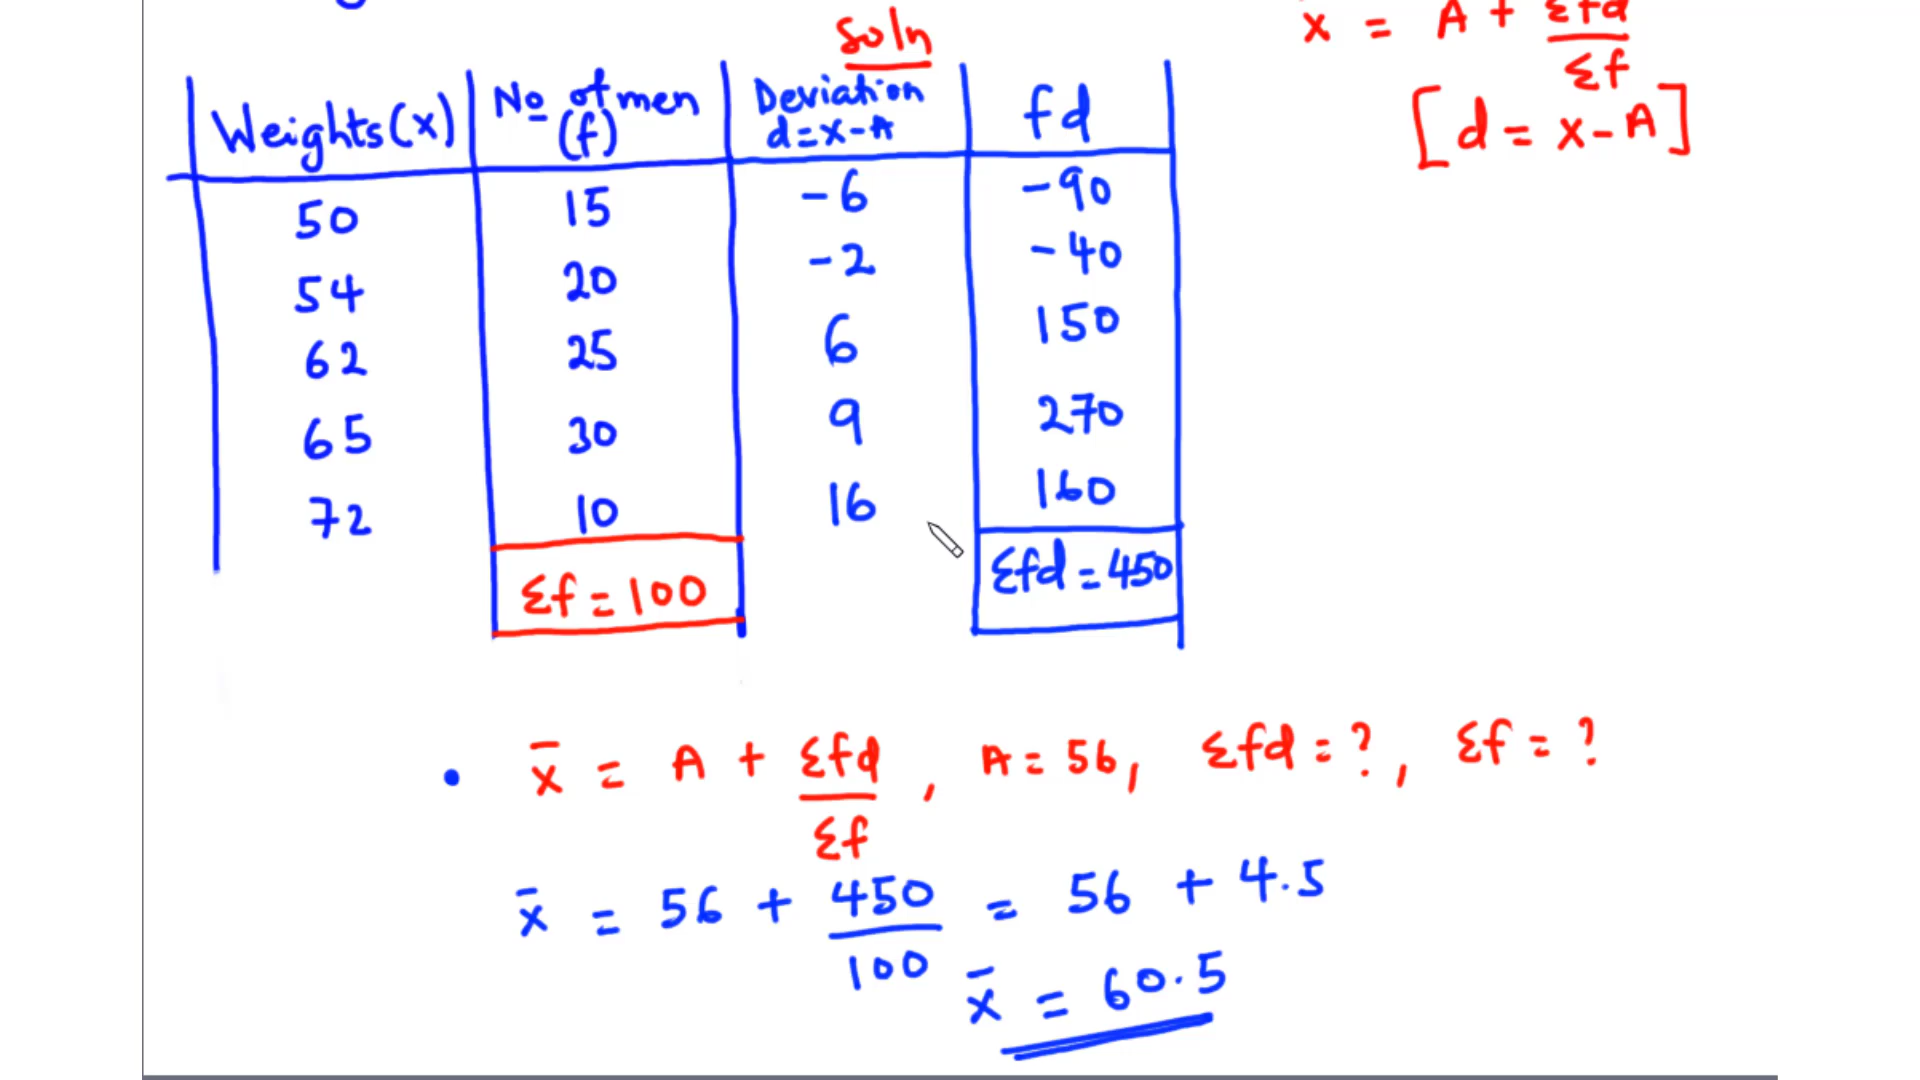 Soln
x̄ = A + Σfd
Σf
[d = x - A]
Weights(x) No of men (f) Deviation d = x - A fd
50 15 -6 -90
54 20 -2 -40
62 25 6 150
65 30 9 270
72 10 16 160
Σf = 100 Σfd = 450
• x̄ = A + Σfd/Σf , A = 56, Σfd = ?, Σf = ?
x̄ = 56 + 450/100 = 56 + 4.5
x̄ = 60.5